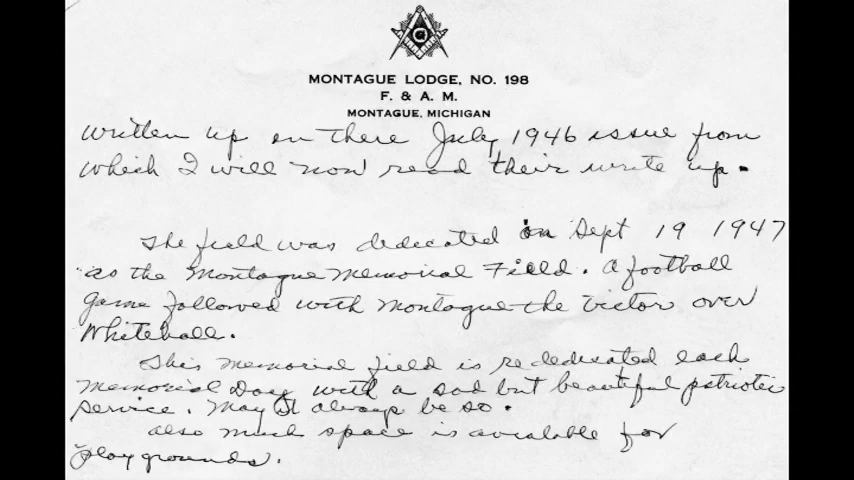 G
MONTAGUE LODGE, NO. 198
F. & A. M.
MONTAGUE, MICHIGAN
written up in there July 1946 issue from
which I will now read their write up.
The field was dedicated on Sept 19 1947
as the Montague Memorial Field. A football
game followed with Montague the victor over
Whitehall.
This memorial field is rededicated each
Memorial Day with a sad but beautiful patriotic
service. May it always be so.
Also much space is avialable for
play grounds.